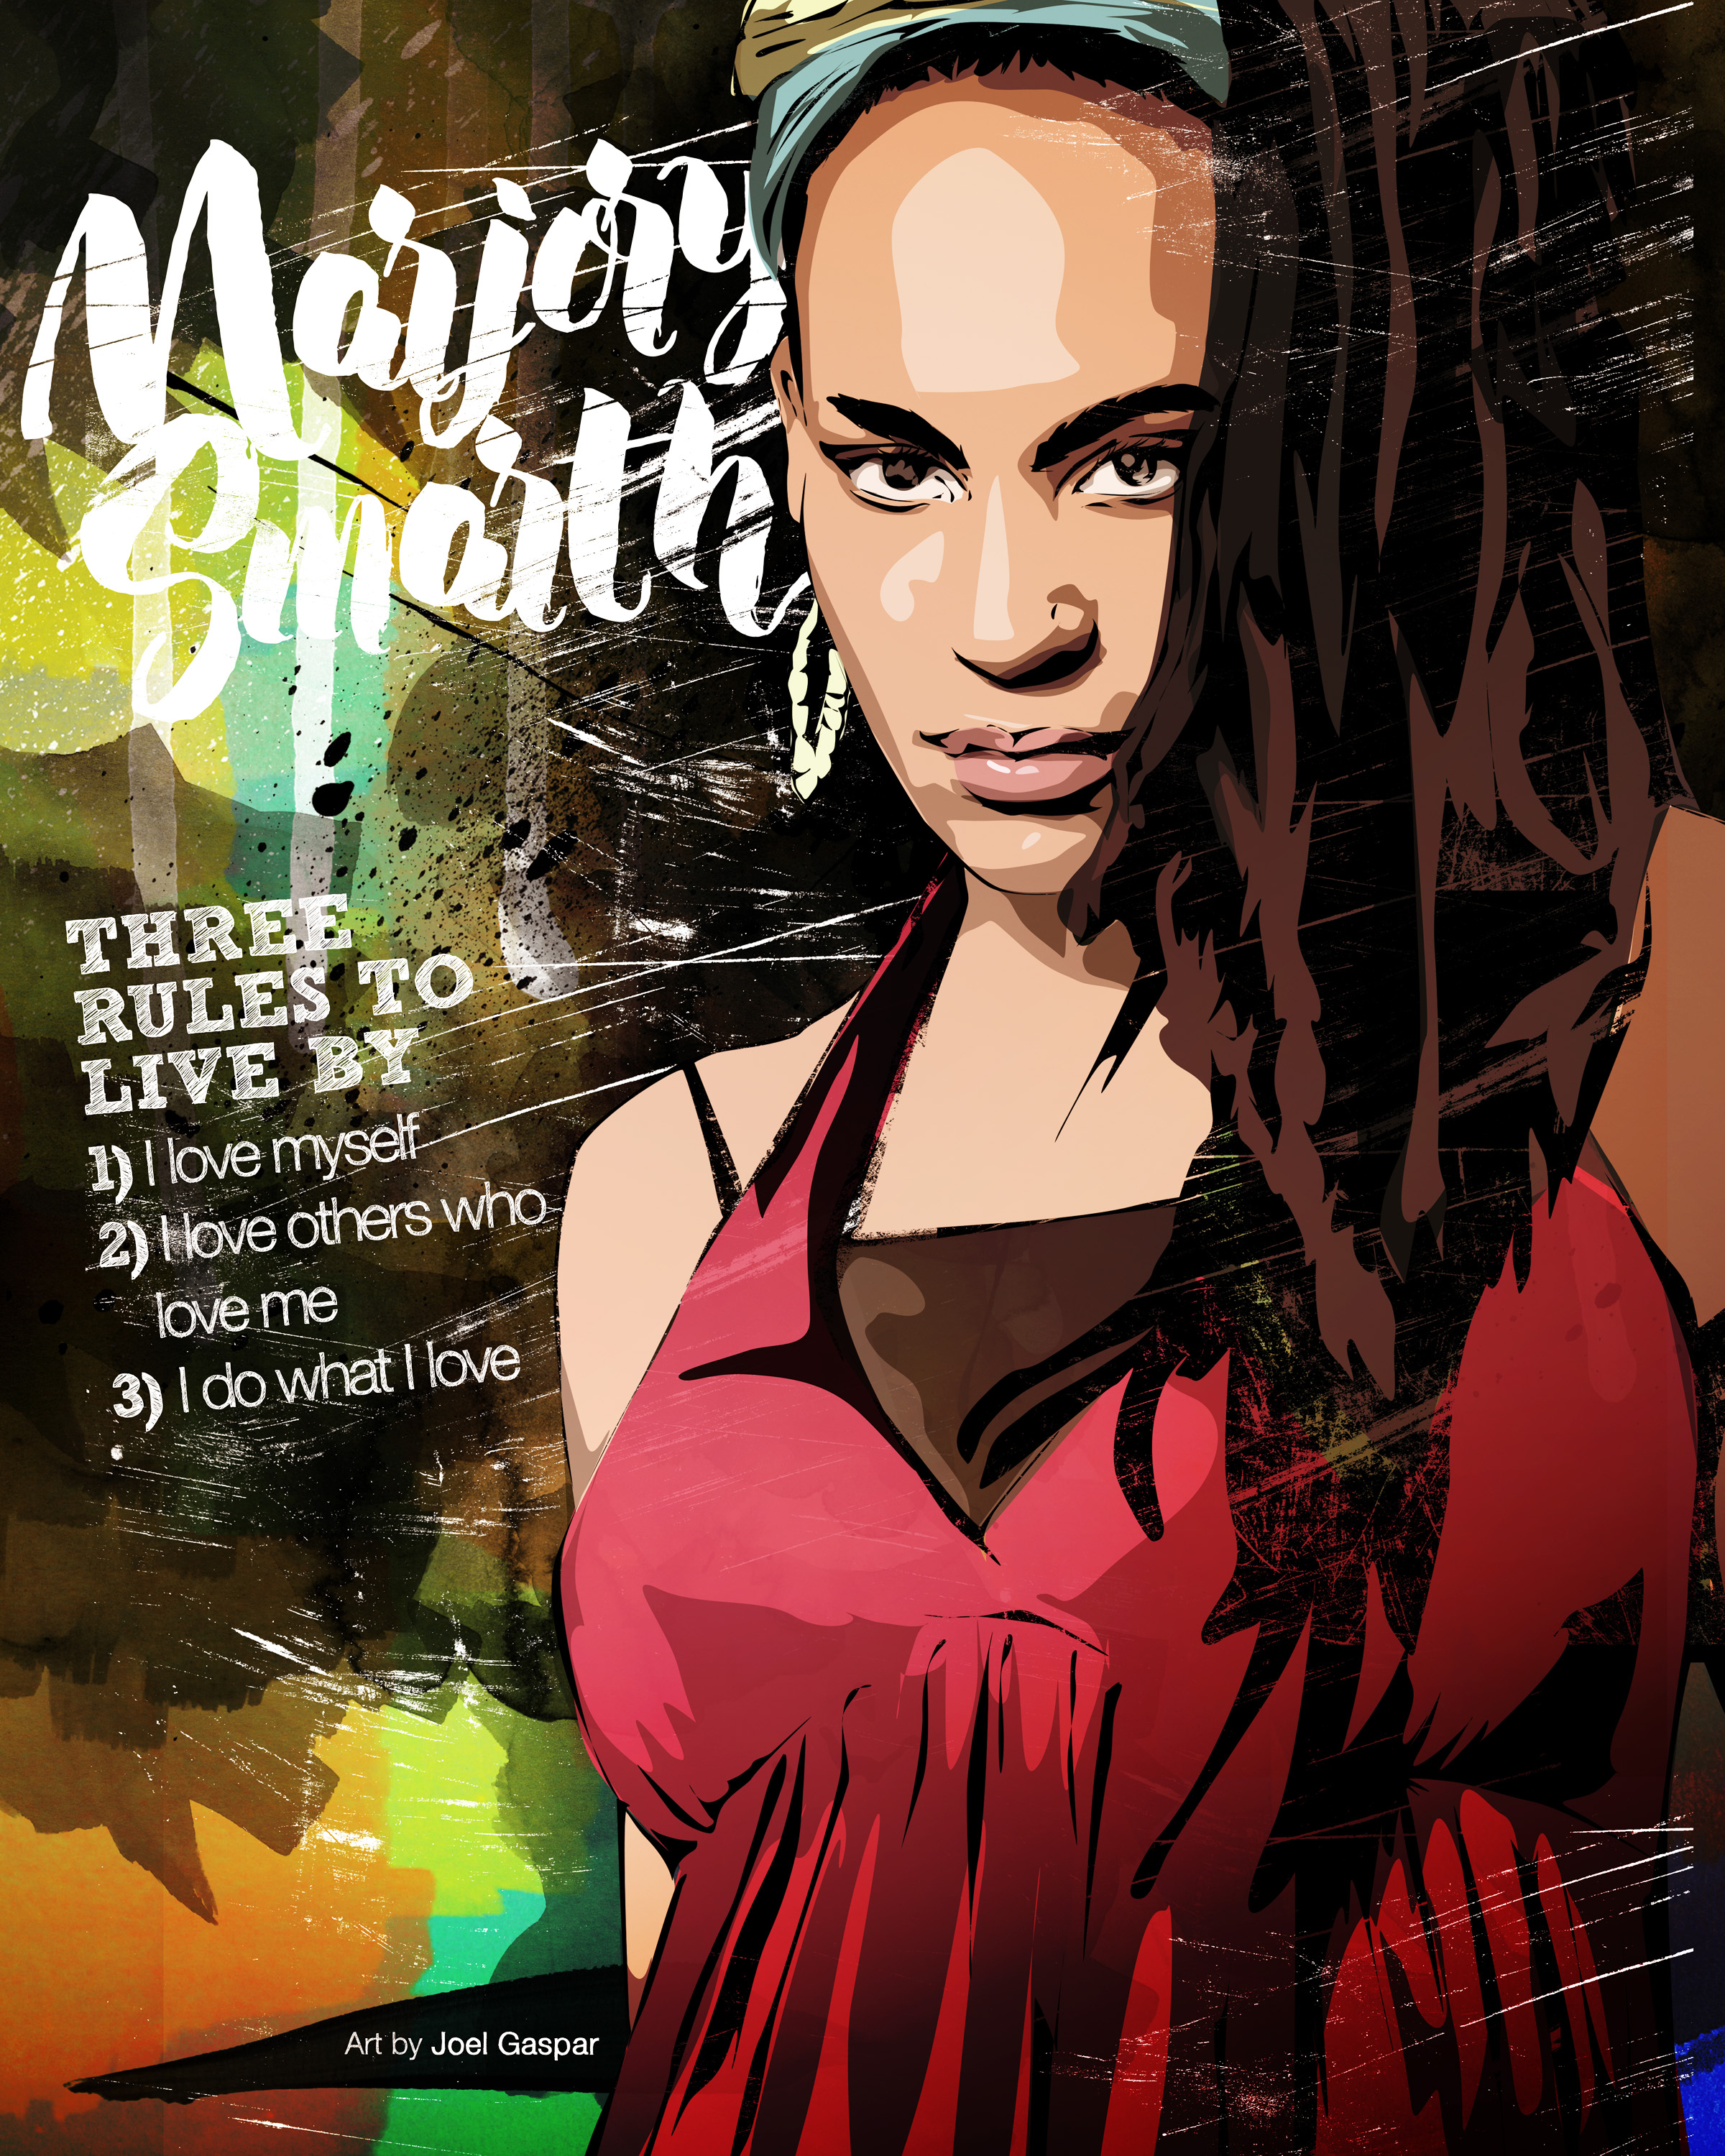 Marjory
Smarth
THREE
RULES TO
LIVE BY
1) I love myself
2) I love others who
love me
3) I do what I love
Art by Joel Gaspar